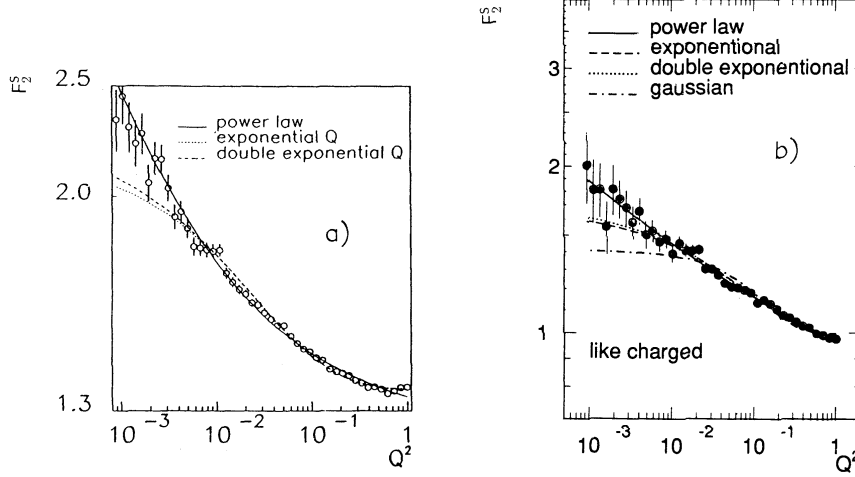 F₂ˢ
2.5
2.0
1.3
power law
exponential Q
double exponential Q
a)
10⁻³
10⁻²
10⁻¹
1
Q²
F₂ˢ
3
2
1
power law
exponentional
double exponentional
gaussian
b)
like charged
10⁻³
10⁻²
10⁻¹
1
Q²